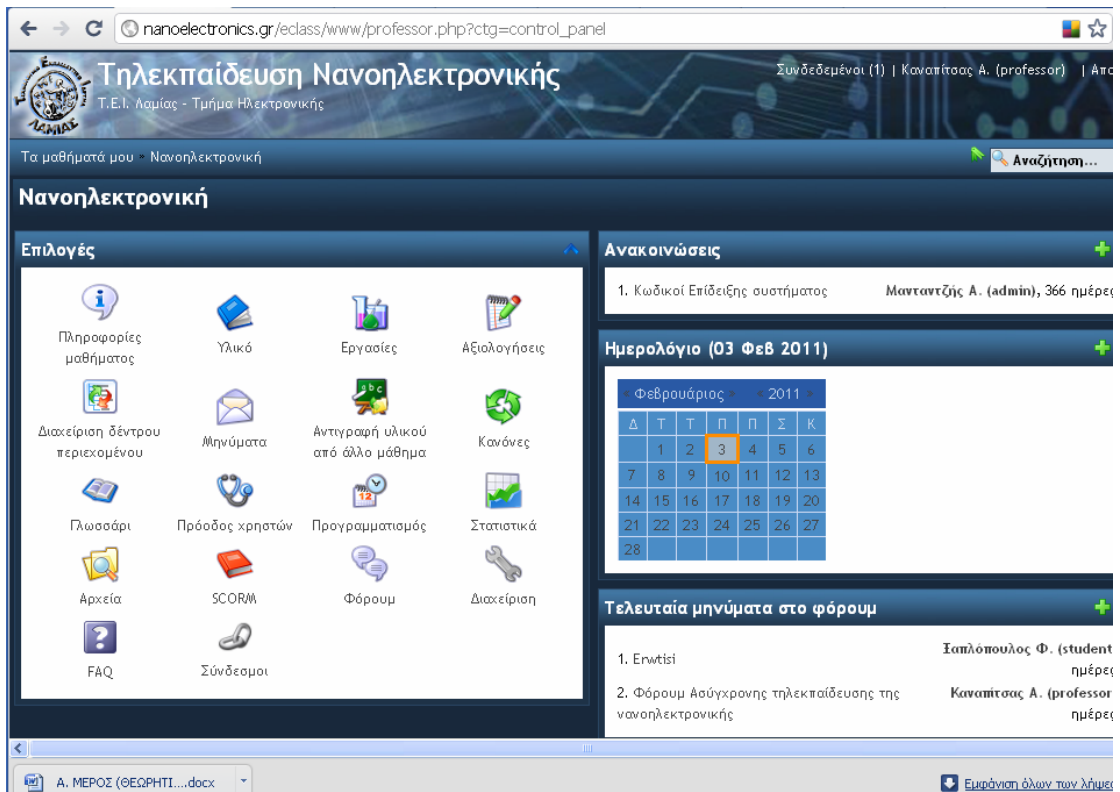 nanoelectronics.gr/eclass/www/professor.php?ctg=control_panel
Τηλεκπαίδευση Νανοηλεκτρονικής
Τ.Ε.Ι. Λαμίας - Τμήμα Ηλεκτρονικής
ΛΑΜΙΑΣ
Συνδεδεμένοι (1) | Καναπίτσας Α. (professor) | Απο
Τα μαθήματά μου » Νανοηλεκτρονική
Αναζήτηση...
Νανοηλεκτρονική
Επιλογές
Πληροφορίες μαθήματος
Υλικό
Εργασίες
Αξιολογήσεις
Διαχείριση δέντρου περιεχομένου
Μηνύματα
Αντιγραφή υλικού από άλλο μάθημα
Κανόνες
Γλωσσάρι
Πρόοδος χρηστών
Προγραμματισμός
Στατιστικά
Αρχεία
SCORM
Φόρουμ
Διαχείριση
FAQ
Σύνδεσμοι
Ανακοινώσεις
1. Κωδικοί Επίδειξης συστήματος Μανταντζής Α. (admin), 366 ημέρες
Ημερολόγιο (03 Φεβ 2011)
« Φεβρουάριος » « 2011 »
Δ Τ Τ Π Π Σ Κ
1 2 3 4 5 6
7 8 9 10 11 12 13
14 15 16 17 18 19 20
21 22 23 24 25 26 27
28
Τελευταία μηνύματα στο φόρουμ
1. Erwtisi Ξαπλόπουλος Φ. (student
ημέρες
2. Φόρουμ Ασύγχρονης τηλεκπαίδευσης της Καναπίτσας Α. (professor
νανοηλεκτρονικής ημέρες
Α. ΜΕΡΟΣ (ΘΕΩΡΗΤΙ....docx
Εμφάνιση όλων των λήψε